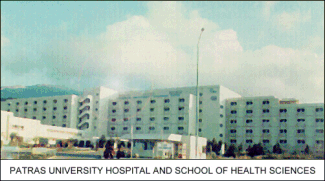 PATRAS UNIVERSITY HOSPITAL AND SCHOOL OF HEALTH SCIENCES